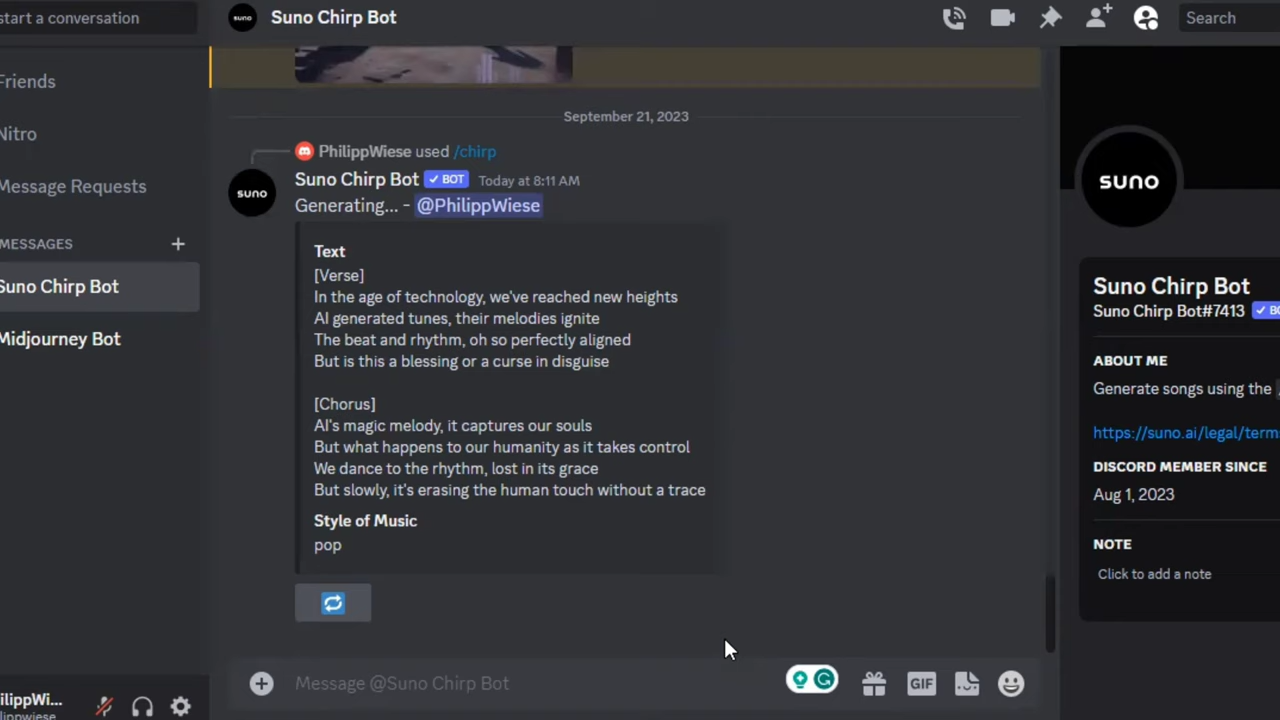 start a conversation
Friends
Nitro
Message Requests
MESSAGES +
Suno Chirp Bot
Midjourney Bot
ilippWi...
ilippwiese
suno Suno Chirp Bot
September 21, 2023
PhilippWiese used /chirp
suno
Suno Chirp Bot ✓ BOT Today at 8:11 AM
Generating... - @PhilippWiese
Text
[Verse]
In the age of technology, we've reached new heights
AI generated tunes, their melodies ignite
The beat and rhythm, oh so perfectly aligned
But is this a blessing or a curse in disguise
[Chorus]
AI's magic melody, it captures our souls
But what happens to our humanity as it takes control
We dance to the rhythm, lost in its grace
But slowly, it's erasing the human touch without a trace
Style of Music
pop
Message @Suno Chirp Bot
GIF
Search
suno
Suno Chirp Bot
Suno Chirp Bot#7413 ✓ BO
ABOUT ME
Generate songs using the
https://suno.ai/legal/term
DISCORD MEMBER SINCE
Aug 1, 2023
NOTE
Click to add a note